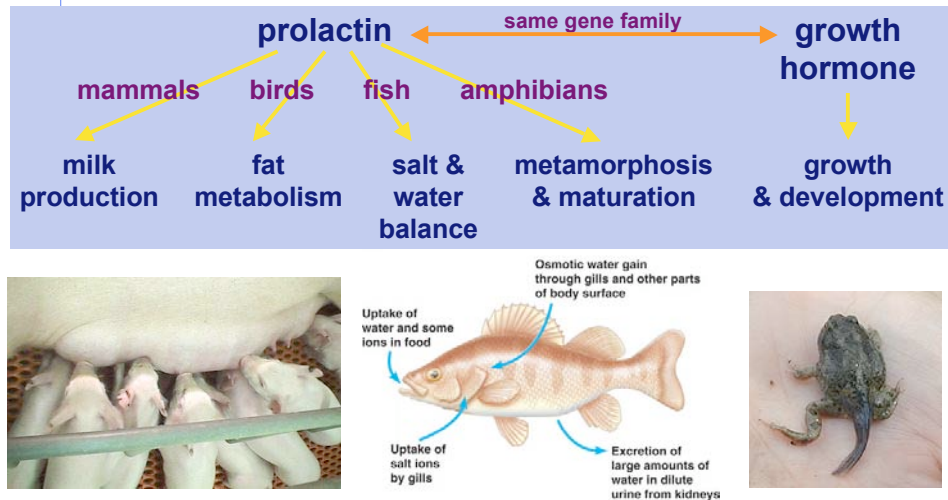 same gene family
prolactin
growth
hormone
mammals
birds
fish
amphibians
milk
production
fat
metabolism
salt &
water
balance
metamorphosis
& maturation
growth
& development
Osmotic water gain
through gills and other parts
of body surface
Uptake of
water and some
ions in food
Uptake of
salt ions
by gills
Excretion of
large amounts of
water in dilute
urine from kidneys